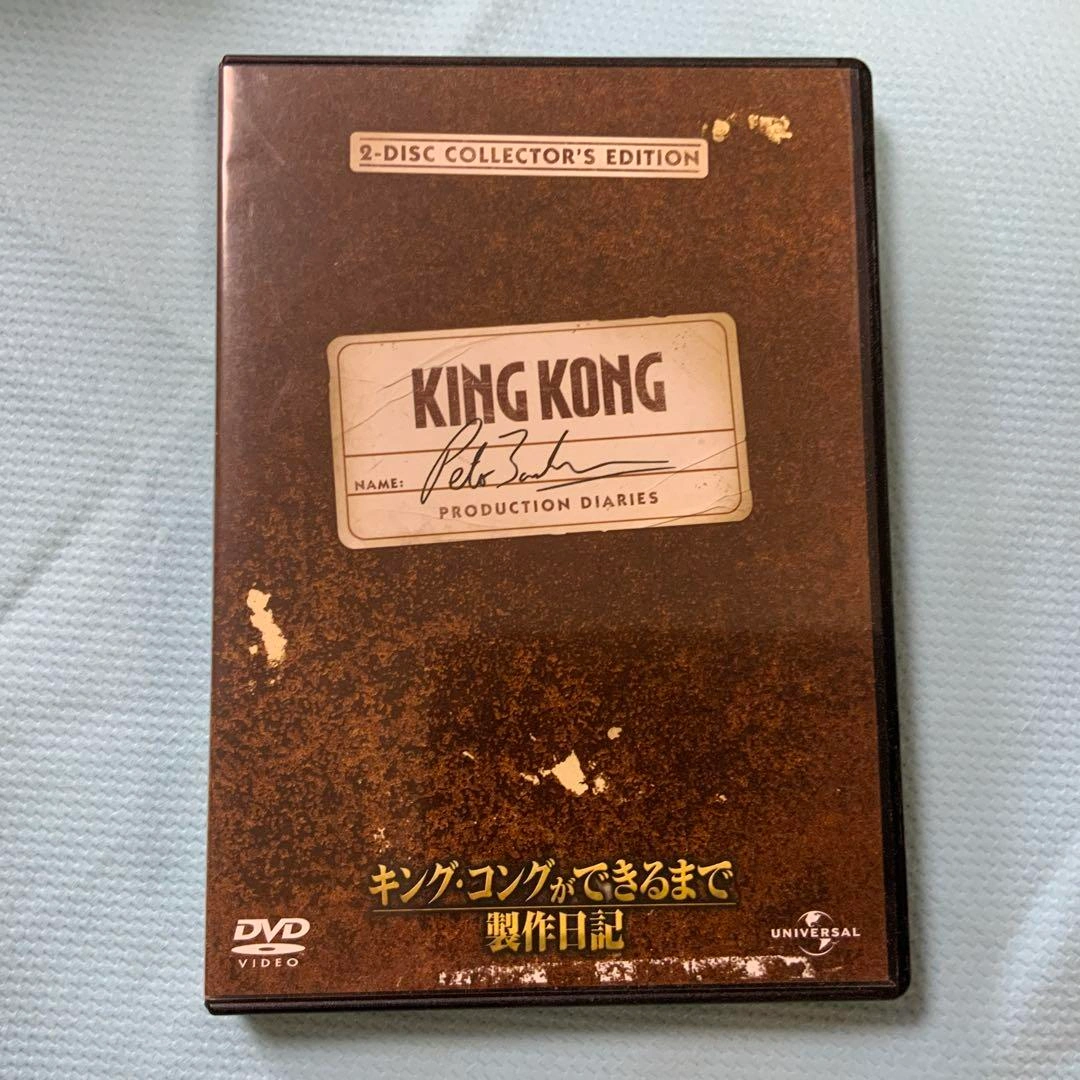 2-DISC COLLECTOR'S EDITION
KING KONG
NAME:
PRODUCTION DIARIES
キング・コングができるまで
製作日記
DVD
VIDEO
UNIVERSAL